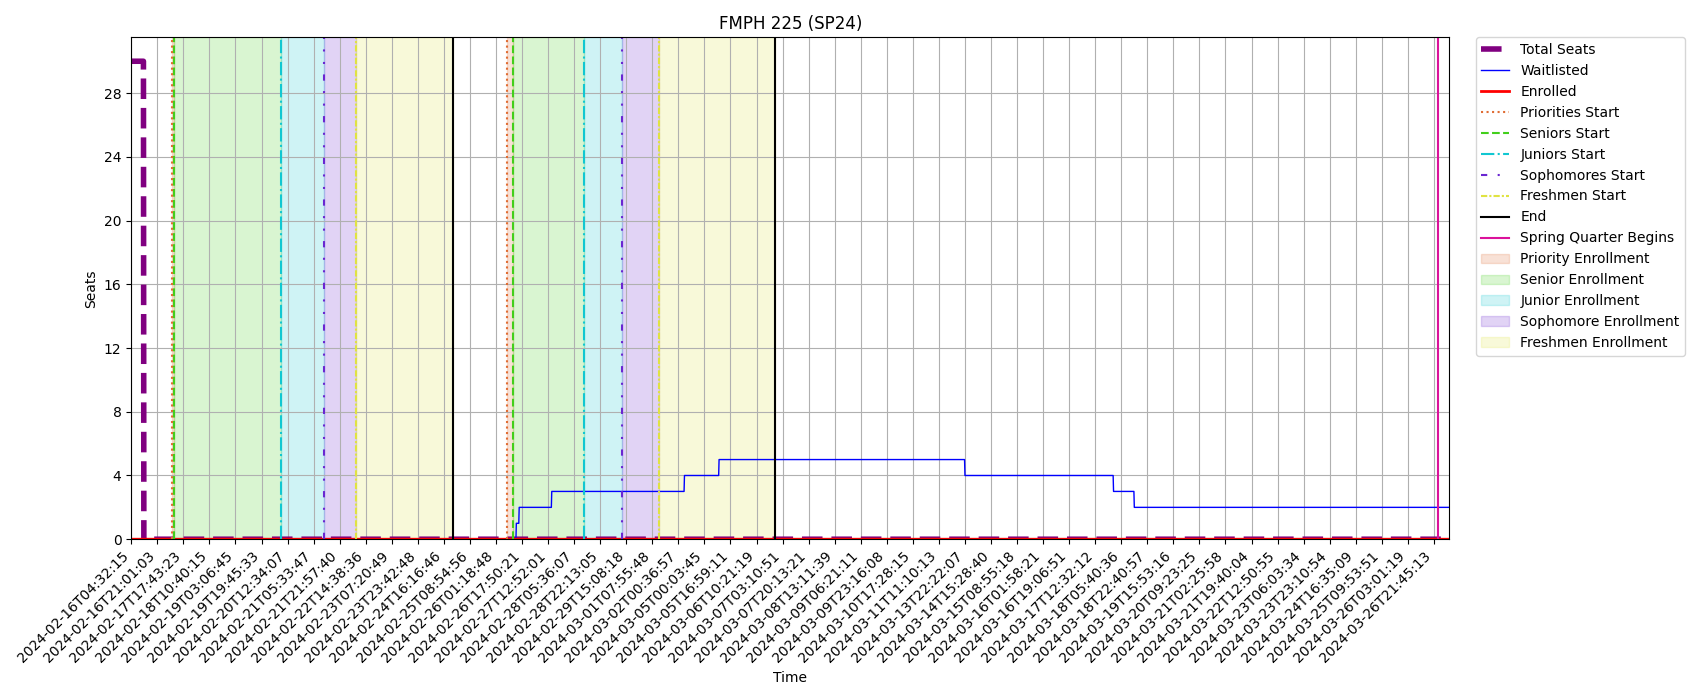 FMPH 225 (SP24)
Seats
28
24
20
16
12
8
4
0
2024-02-16T04:32:15
2024-02-16T21:01:03
2024-02-17T17:43:23
2024-02-18T10:40:15
2024-02-19T03:06:45
2024-02-19T19:45:33
2024-02-20T12:34:07
2024-02-21T05:33:47
2024-02-21T21:57:40
2024-02-22T14:38:36
2024-02-23T07:20:49
2024-02-23T23:42:48
2024-02-24T16:16:46
2024-02-25T08:54:56
2024-02-26T01:18:48
2024-02-26T17:50:21
2024-02-27T12:52:01
2024-02-28T05:36:07
2024-02-28T22:13:05
2024-02-29T15:08:18
2024-03-01T07:55:48
2024-03-02T00:36:57
2024-03-05T00:03:45
2024-03-05T16:59:11
2024-03-06T10:21:19
2024-03-07T03:10:51
2024-03-07T20:13:21
2024-03-08T13:11:39
2024-03-09T06:21:11
2024-03-09T23:16:08
2024-03-10T17:28:15
2024-03-11T11:10:13
2024-03-13T22:22:07
2024-03-14T15:28:40
2024-03-15T08:55:18
2024-03-16T01:58:21
2024-03-16T19:06:51
2024-03-17T12:32:12
2024-03-18T05:40:36
2024-03-18T22:40:57
2024-03-19T15:53:16
2024-03-20T09:23:25
2024-03-21T02:25:58
2024-03-21T19:40:04
2024-03-22T12:50:55
2024-03-23T06:03:34
2024-03-23T23:10:54
2024-03-24T16:35:09
2024-03-25T09:53:51
2024-03-26T03:01:19
2024-03-26T21:45:13
Time
Total Seats
Waitlisted
Enrolled
Priorities Start
Seniors Start
Juniors Start
Sophomores Start
Freshmen Start
End
Spring Quarter Begins
Priority Enrollment
Senior Enrollment
Junior Enrollment
Sophomore Enrollment
Freshmen Enrollment